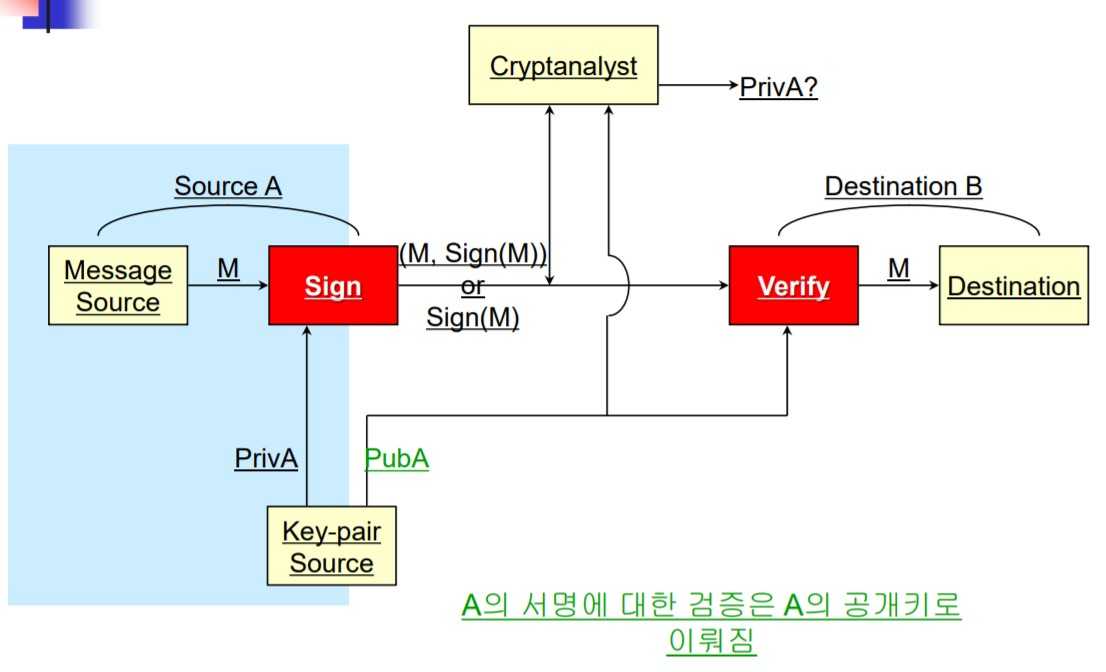 Cryptanalyst
PrivA?
Source A
Destination B
Message
Source
M
Sign
(M, Sign(M))
or
Sign(M)
Verify
M
Destination
PrivA
PubA
Key-pair
Source
A의 서명에 대한 검증은 A의 공개키로
이뤄짐